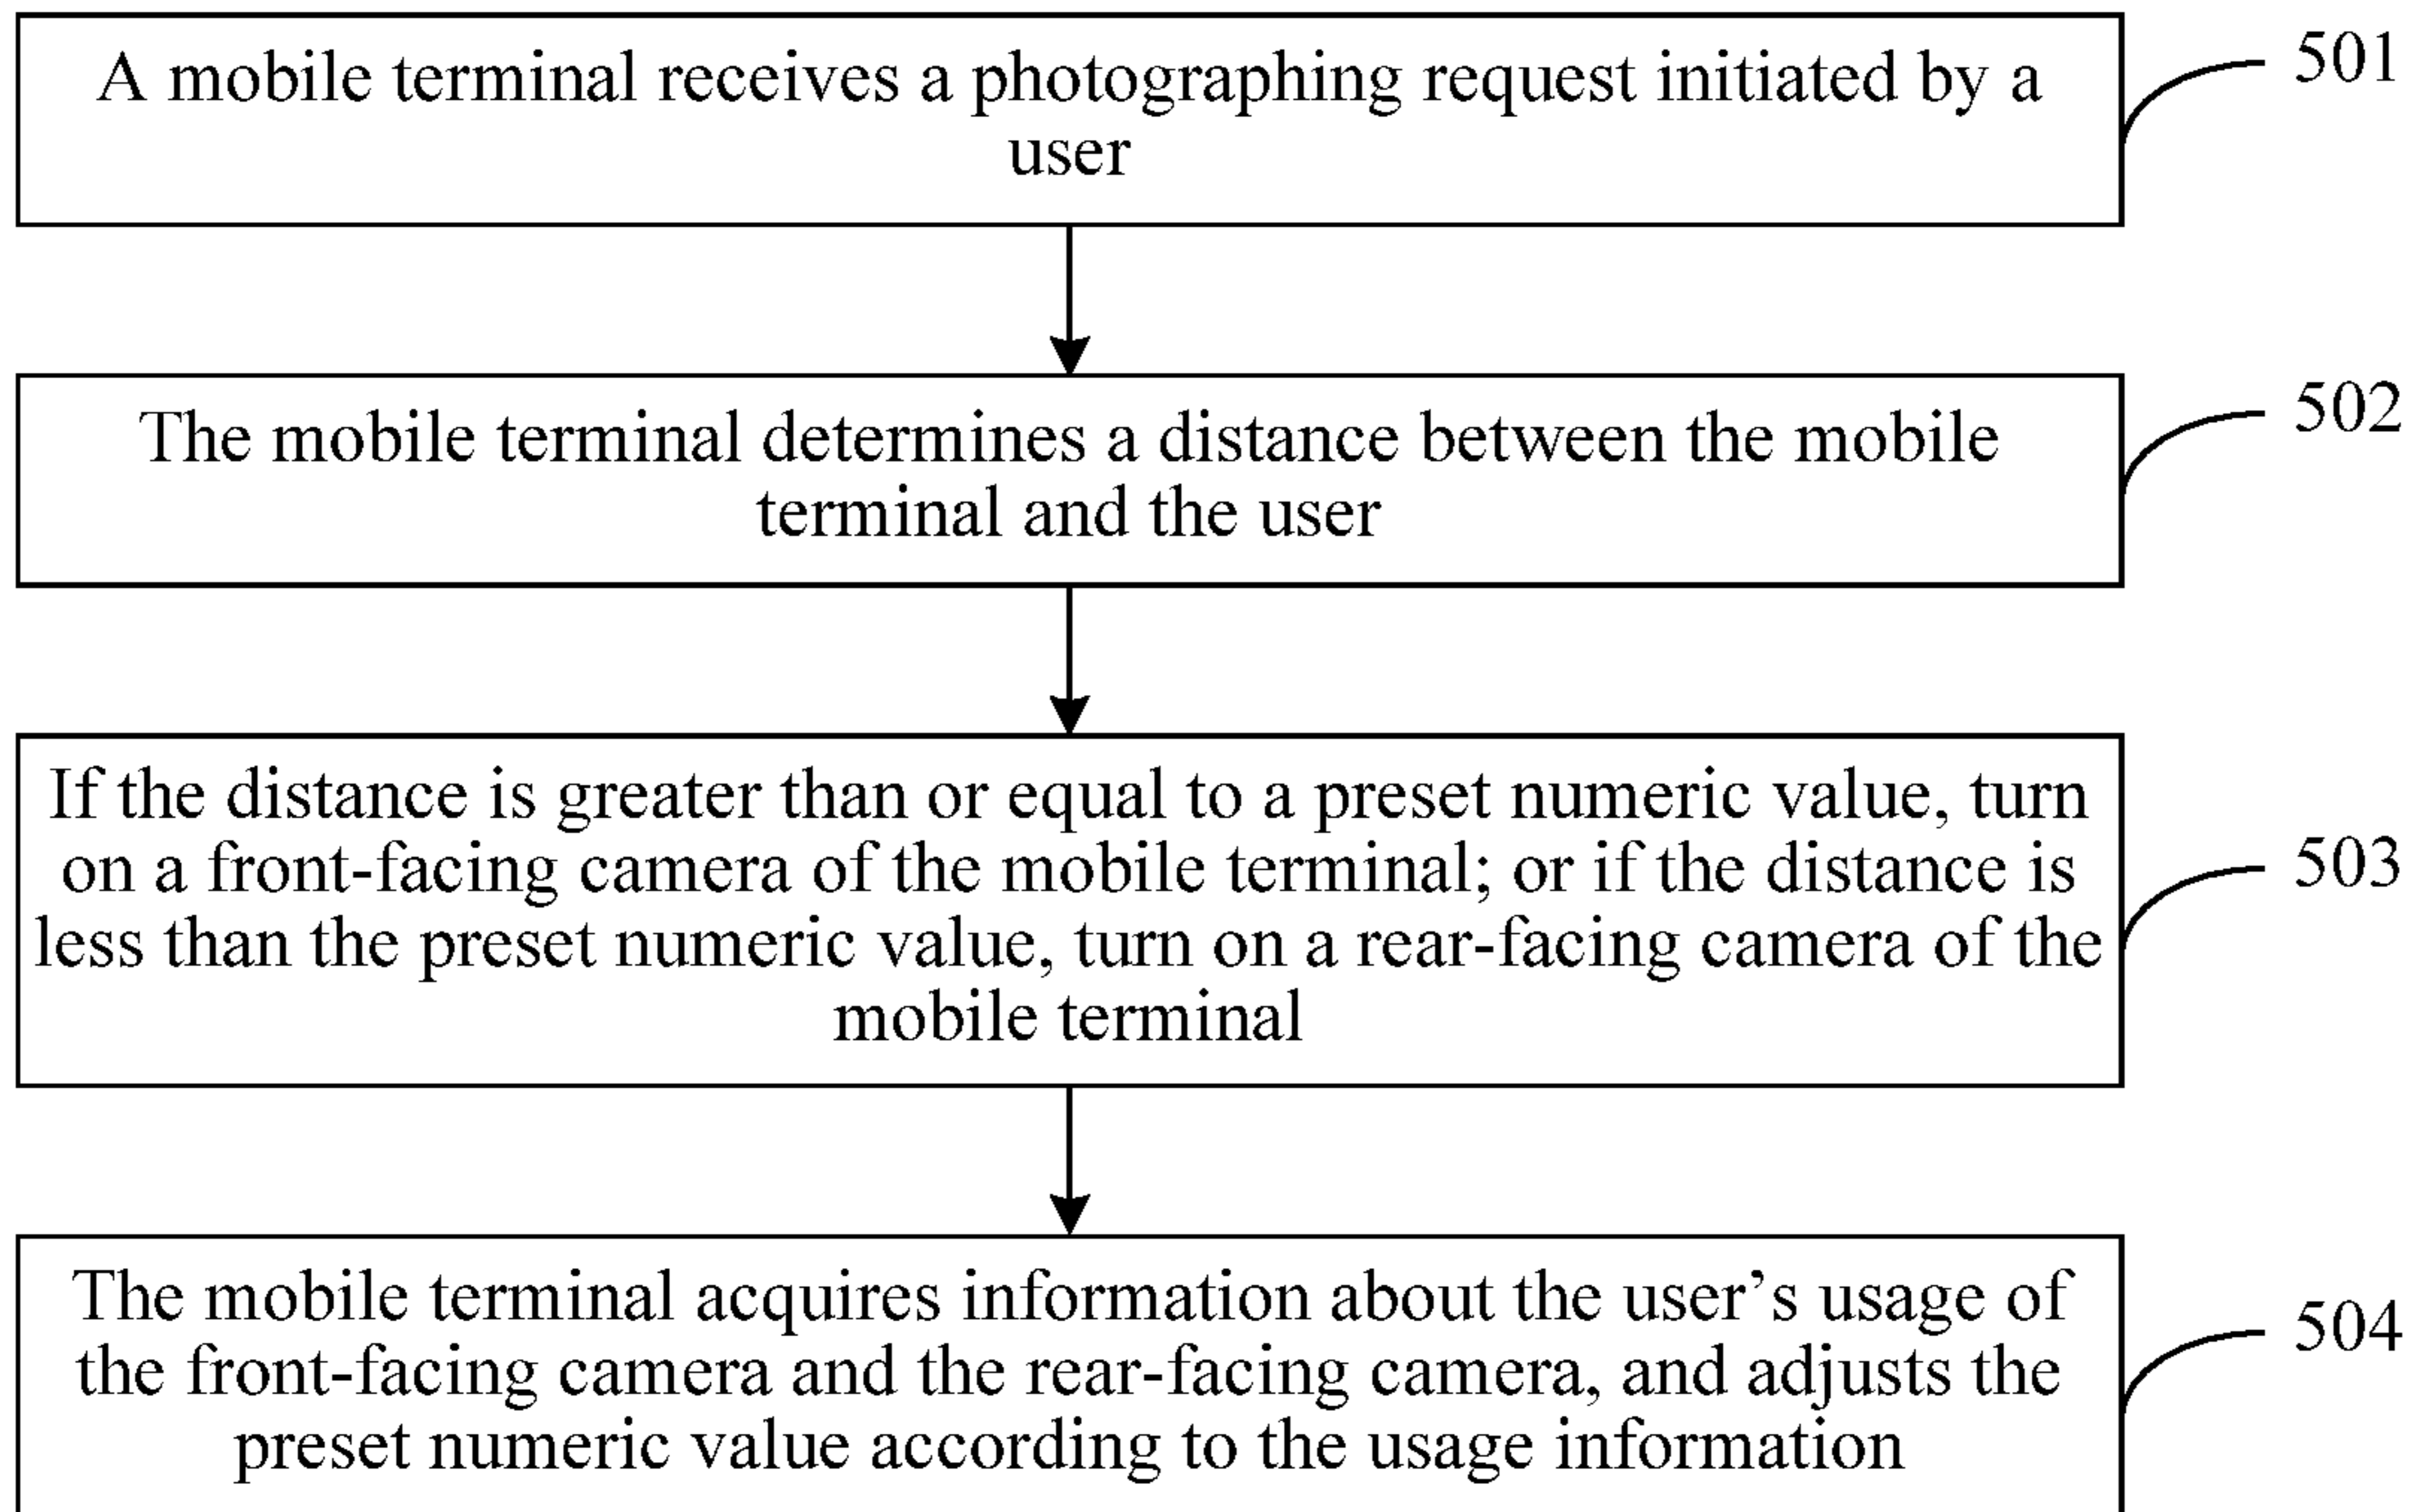 A mobile terminal receives a photographing request initiated by a
user
501
The mobile terminal determines a distance between the mobile
terminal and the user
502
If the distance is greater than or equal to a preset numeric value, turn
on a front-facing camera of the mobile terminal; or if the distance is
less than the preset numeric value, turn on a rear-facing camera of the
mobile terminal
503
The mobile terminal acquires information about the user’s usage of
the front-facing camera and the rear-facing camera, and adjusts the
preset numeric value according to the usage information
504